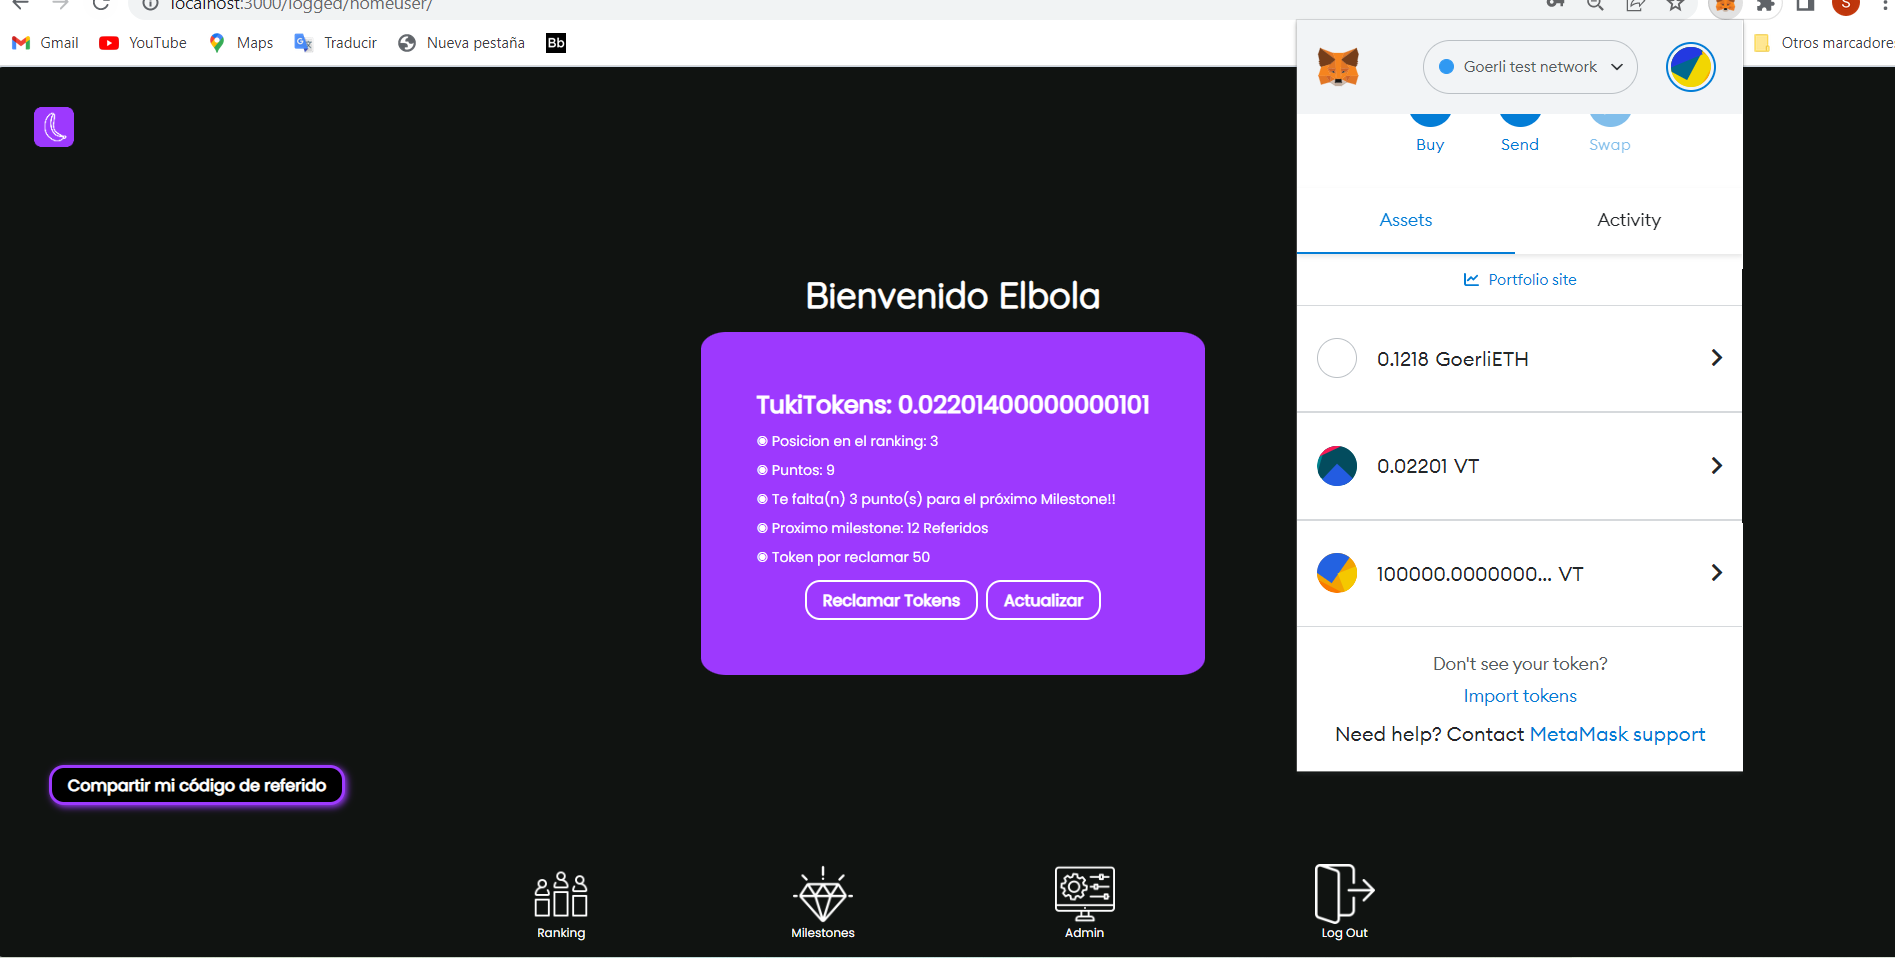 localhost:3000/logged/homeuser/
Gmail
YouTube
Maps
Traducir
Nueva pestaña
Bb
S
Otros marcadores
Goerli test network
Buy
Send
Swap
Assets
Activity
Portfolio site
0.1218 GoerliETH
0.02201 VT
100000.0000000... VT
Don't see your token?
Import tokens
Need help? Contact MetaMask support
Bienvenido Elbola
TukiTokens: 0.02201400000000101
◉ Posicion en el ranking: 3
◉ Puntos: 9
◉ Te falta(n) 3 punto(s) para el próximo Milestone!!
◉ Proximo milestone: 12 Referidos
◉ Token por reclamar 50
Reclamar Tokens
Actualizar
Compartir mi código de referido
Ranking
Milestones
Admin
Log Out